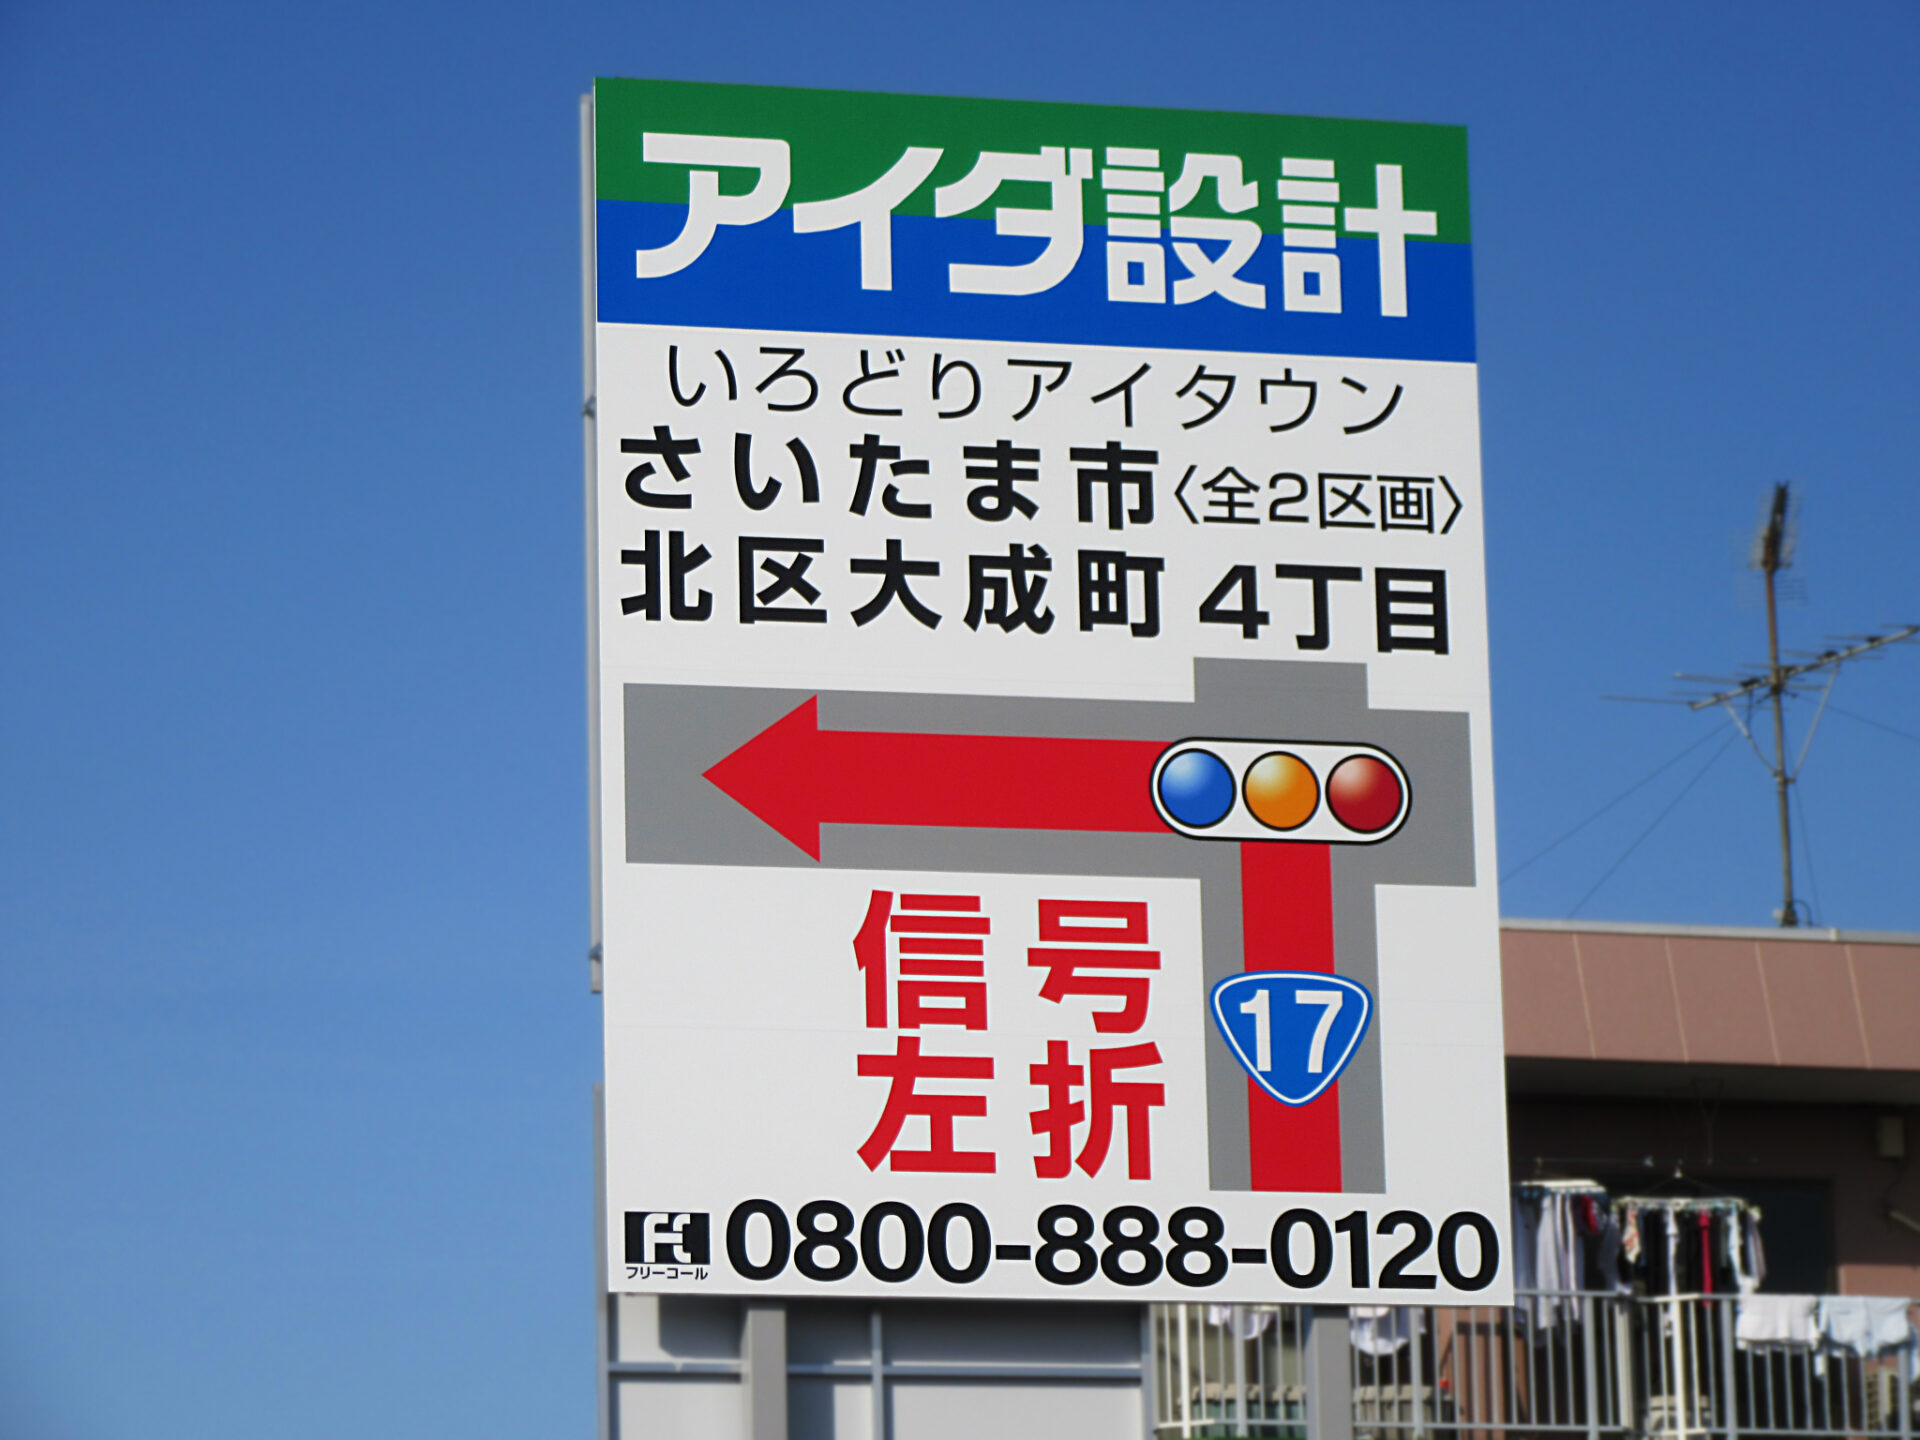 アイダ設計
いろどりアイタウン
さいたま市〈全2区画〉
北区大成町 4丁目
信号
左折
17
フリーコール
0800-888-0120